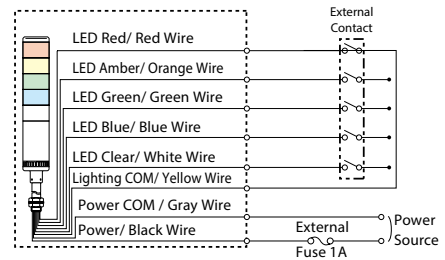 External
Contact
LED Red/ Red Wire
LED Amber/ Orange Wire
LED Green/ Green Wire
LED Blue/ Blue Wire
LED Clear/ White Wire
Lighting COM/ Yellow Wire
Power COM / Gray Wire
Power/ Black Wire
External
Fuse 1A
Power
Source